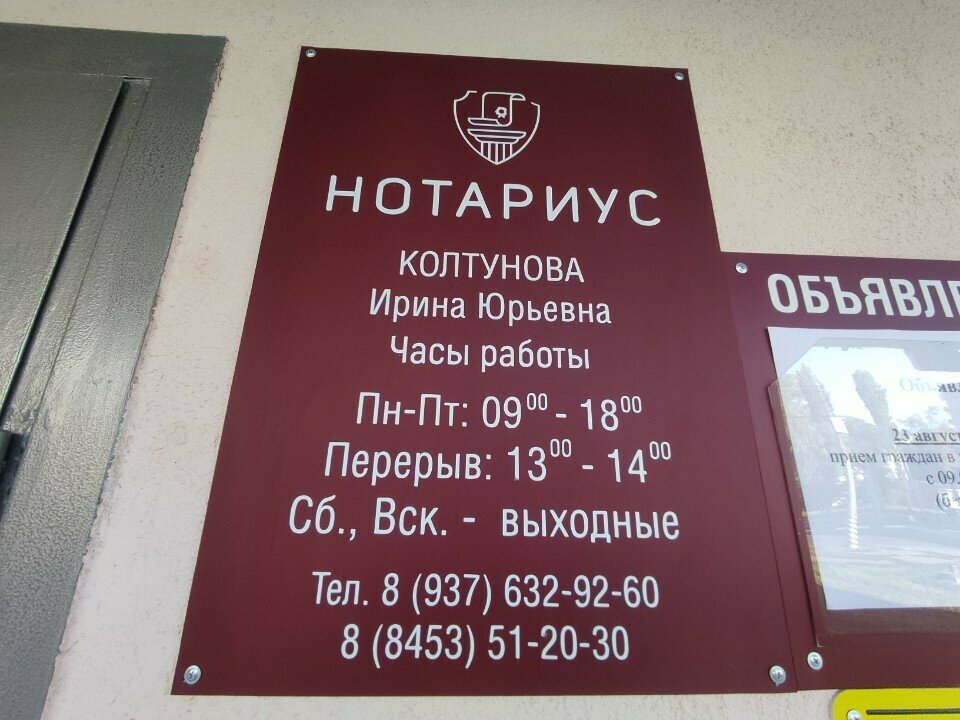 НОТАРИУС
КОЛТУНОВА
Ирина Юрьевна
Часы работы
Пн-Пт: 09⁰⁰ - 18⁰⁰
Перерыв: 13⁰⁰ - 14⁰⁰
Сб., Вск. - выходные
Тел. 8 (937) 632-92-60
8 (8453) 51-20-30
ОБЪЯВЛЕ
23 август
прием граждан в
с 09